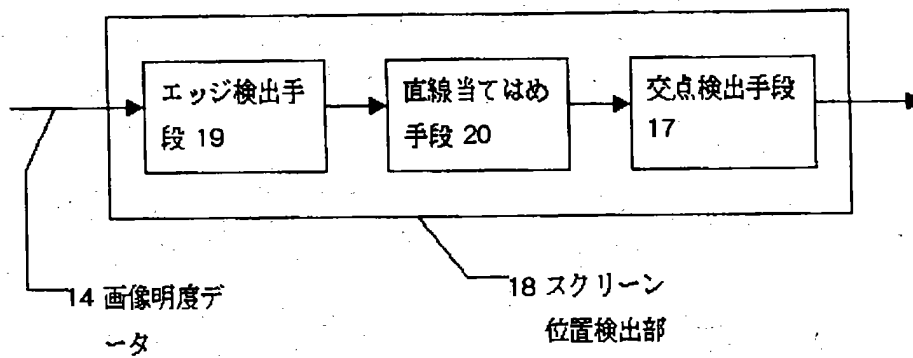 エッジ検出手
段 19
直線当てはめ
手段 20
交点検出手段
17
14 画像明度デ
ータ
18 スクリーン
位置検出部